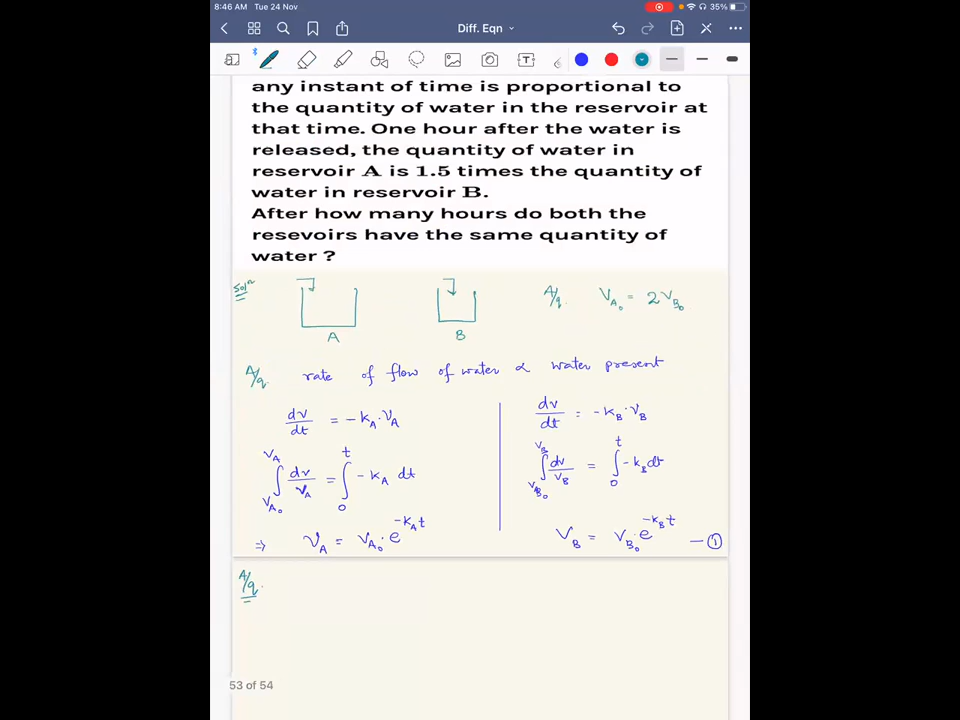 8:46 AM Tue 24 Nov 35%
Diff. Eqn
any instant of time is proportional to
the quantity of water in the reservoir at
that time. One hour after the water is
released, the quantity of water in
reservoir A is 1.5 times the quantity of
water in reservoir B.
After how many hours do both the
resevoirs have the same quantity of
water ?
Solⁿ A/q. V_A₀ = 2V_B₀
A B
A/q. rate of flow of water ∝ water present
dv/dt = -k_A·V_A
dv/dt = -k_B·V_B
∫_{V_A₀}^{V_A} dv/V_A = ∫_0^t -k_A dt
∫_{V_B₀}^{V_B} dv/V_B = ∫_0^t -k_B dt
⇒ V_A = V_A₀·e^{-k_A t}
V_B = V_B₀·e^{-k_B t} —①
A/q.
53 of 54